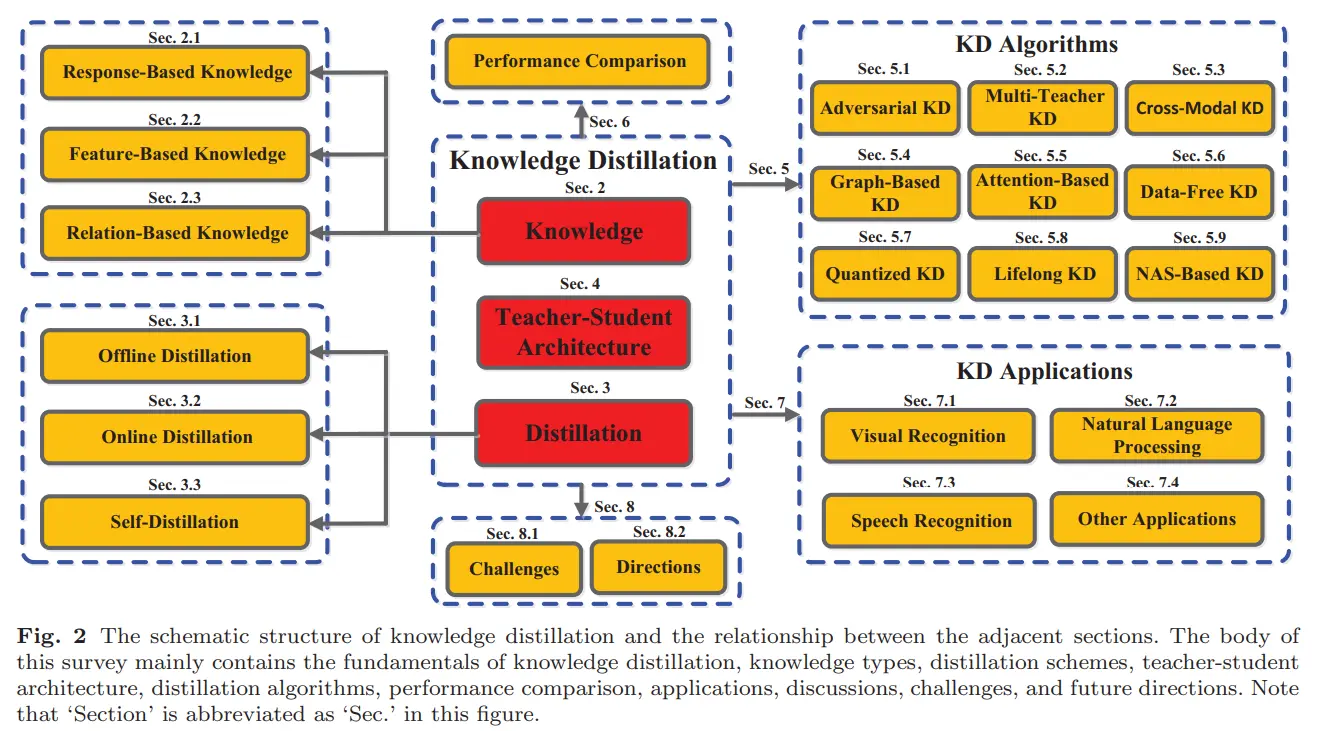 Sec. 2.1
Response-Based Knowledge
Sec. 2.2
Feature-Based Knowledge
Sec. 2.3
Relation-Based Knowledge
Sec. 3.1
Offline Distillation
Sec. 3.2
Online Distillation
Sec. 3.3
Self-Distillation
Performance Comparison
Sec. 6
Knowledge Distillation
Sec. 2
Knowledge
Sec. 4
Teacher-Student
Architecture
Sec. 3
Distillation
Sec. 8
Sec. 8.1
Challenges
Sec. 8.2
Directions
Sec. 5
KD Algorithms
Sec. 5.1
Adversarial KD
Sec. 5.2
Multi-Teacher
KD
Sec. 5.3
Cross-Modal KD
Sec. 5.4
Graph-Based
KD
Sec. 5.5
Attention-Based
KD
Sec. 5.6
Data-Free KD
Sec. 5.7
Quantized KD
Sec. 5.8
Lifelong KD
Sec. 5.9
NAS-Based KD
Sec. 7
KD Applications
Sec. 7.1
Visual Recognition
Sec. 7.2
Natural Language
Processing
Sec. 7.3
Speech Recognition
Sec. 7.4
Other Applications
Fig. 2 The schematic structure of knowledge distillation and the relationship between the adjacent sections. The body of
this survey mainly contains the fundamentals of knowledge distillation, knowledge types, distillation schemes, teacher-student
architecture, distillation algorithms, performance comparison, applications, discussions, challenges, and future directions. Note
that ‘Section’ is abbreviated as ‘Sec.’ in this figure.